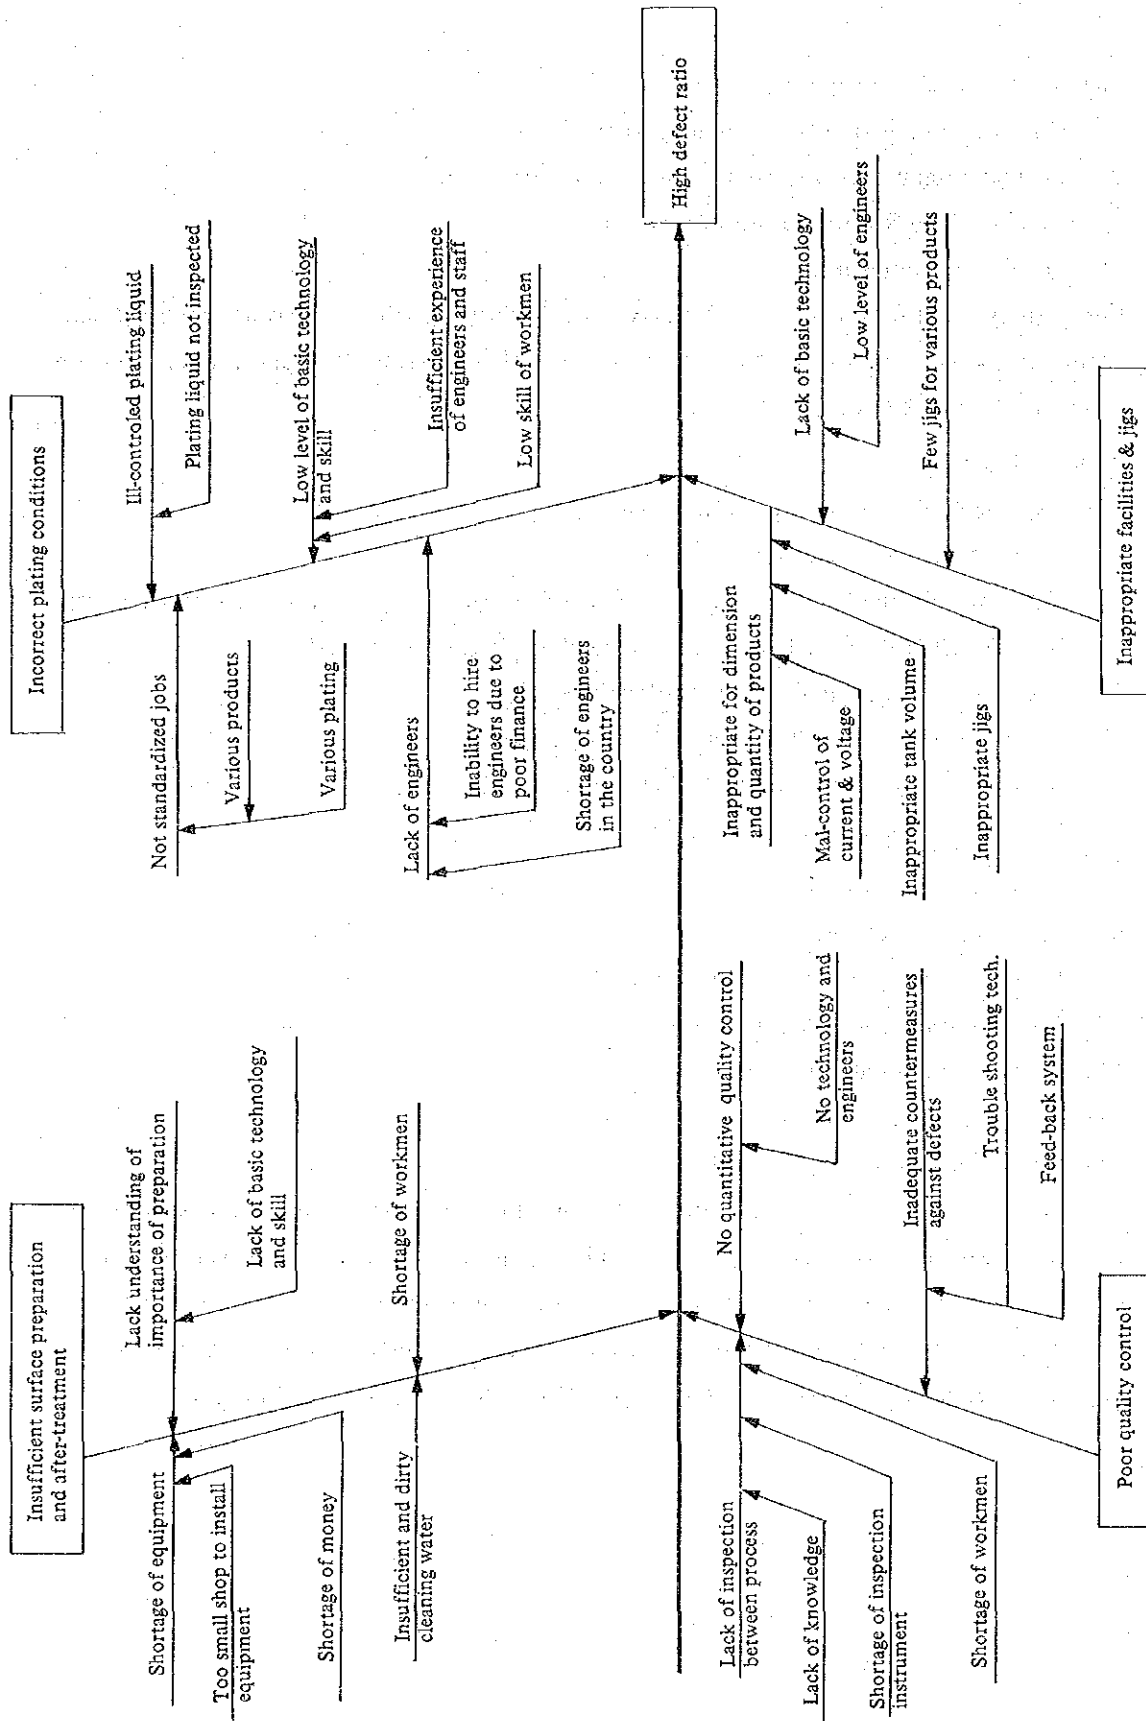 Insufficient surface preparation
and after-treatment
Shortage of equipment
Too small shop to install
equipment
Shortage of money
Insufficient and dirty
cleaning water
Lack understanding of
importance of preparation
Lack of basic technology
and skill
Shortage of workmen
Incorrect plating conditions
Not standardized jobs
Various products
Various plating
Lack of engineers
Inability to hire
engineers due to
poor finance
Shortage of engineers
in the country
Ill-controled plating liquid
Plating liquid not inspected
Low level of basic technology
and skill
Insufficient experience
of engineers and staff
Low skill of workmen
High defect ratio
Lack of inspection
between process
Lack of knowledge
Shortage of inspection
instrument
Shortage of workmen
No quantitative quality control
No technology and
engineers
Inadequate countermeasures
against defects
Trouble shooting tech.
Feed-back system
Poor quality control
Inappropriate for dimension
and quantity of products
Mal-control of
current & voltage
Inappropriate tank volume
Inappropriate jigs
Lack of basic technology
Low level of engineers
Few jigs for various products
Inappropriate facilities & jigs